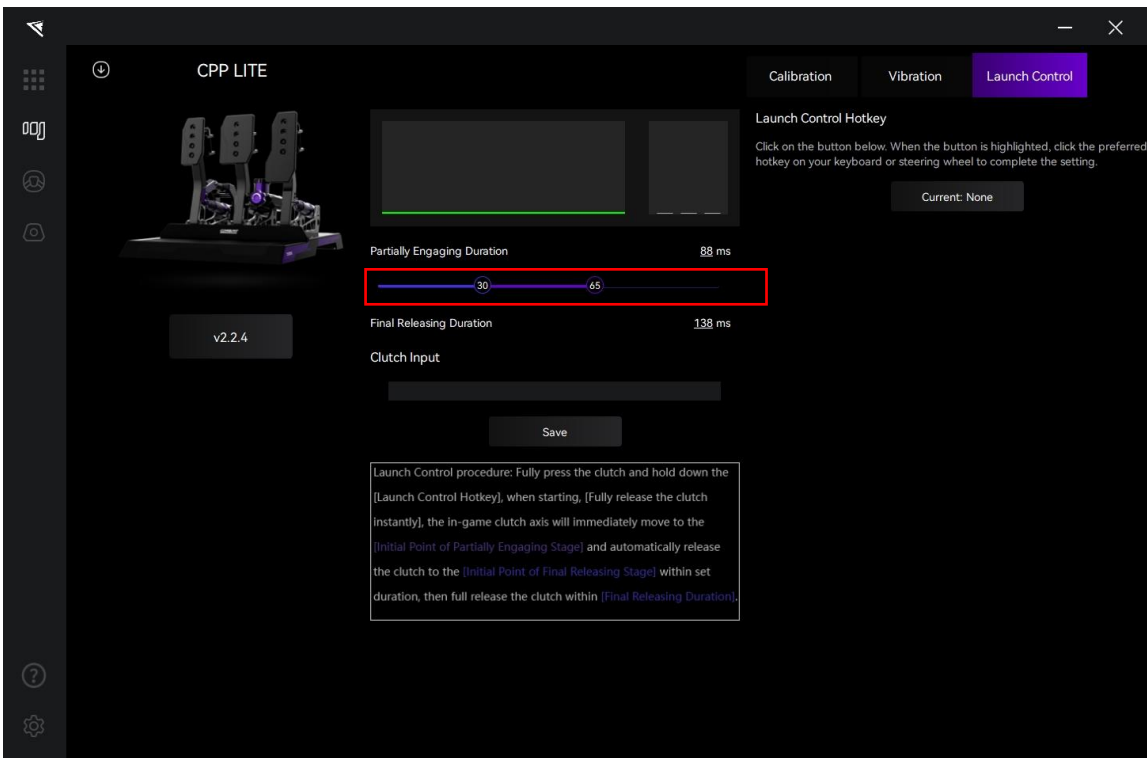 CPP LITE
Calibration
Vibration
Launch Control
Launch Control Hotkey
Click on the button below. When the button is highlighted, click the preferred
hotkey on your keyboard or steering wheel to complete the setting.
Current: None
Partially Engaging Duration
88 ms
30
65
Final Releasing Duration
138 ms
v2.2.4
Clutch Input
Save
Launch Control procedure: Fully press the clutch and hold down the
[Launch Control Hotkey], when starting, [Fully release the clutch
instantly], the in-game clutch axis will immediately move to the
[Initial Point of Partially Engaging Stage] and automatically release
the clutch to the [Initial Point of Final Releasing Stage] within set
duration, then full release the clutch within [Final Releasing Duration].